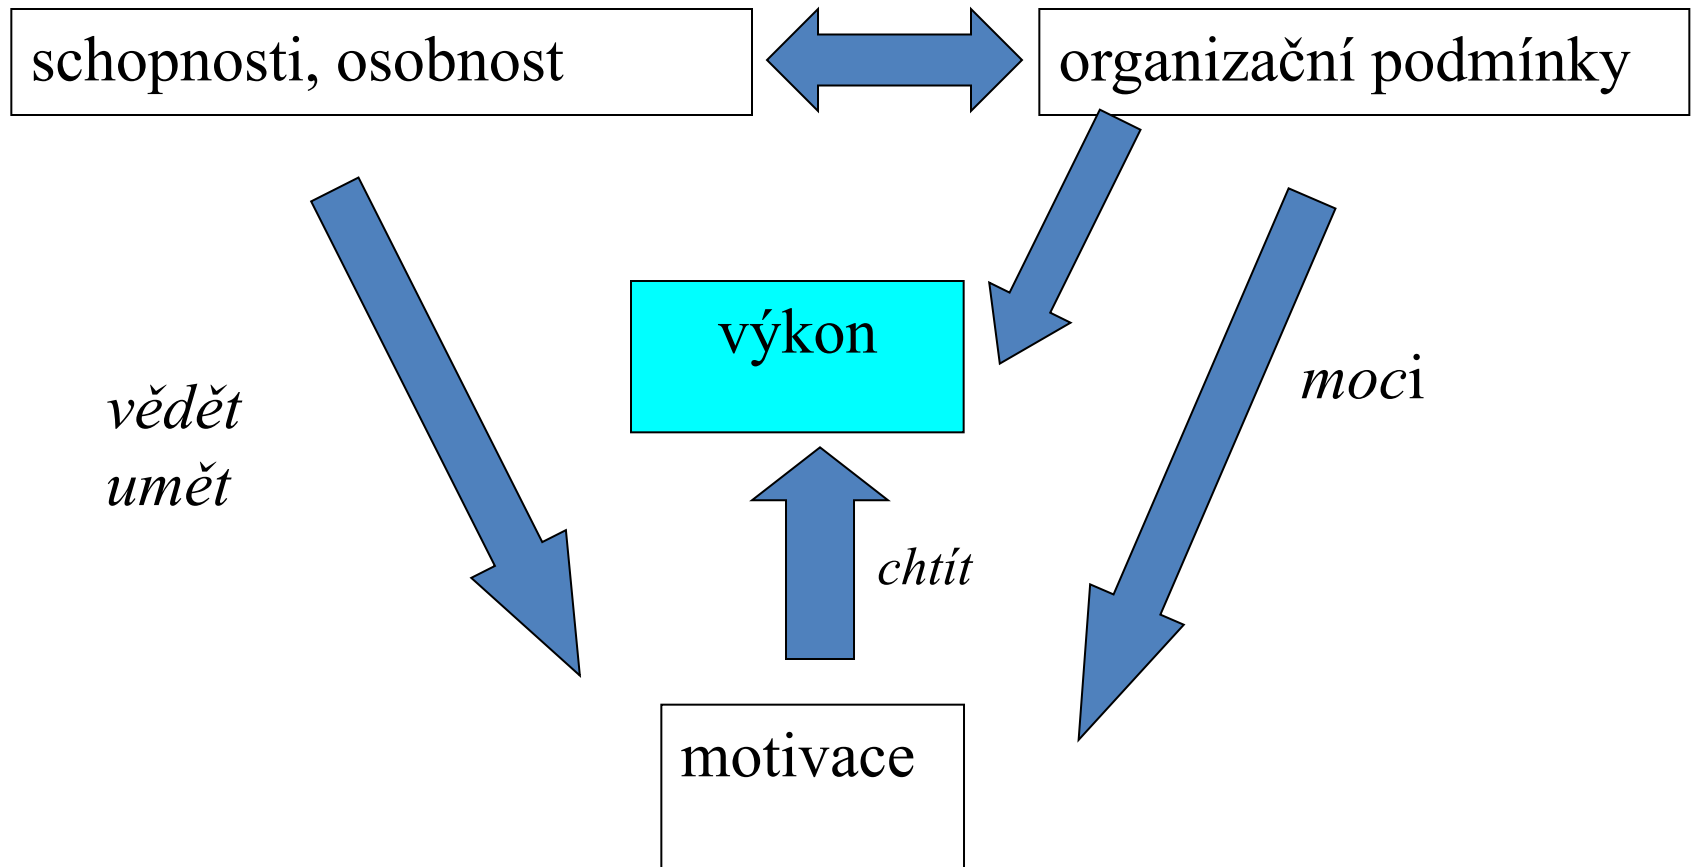 schopnosti, osobnost
organizační podmínky
výkon
vědět
umět
moci
chtít
motivace